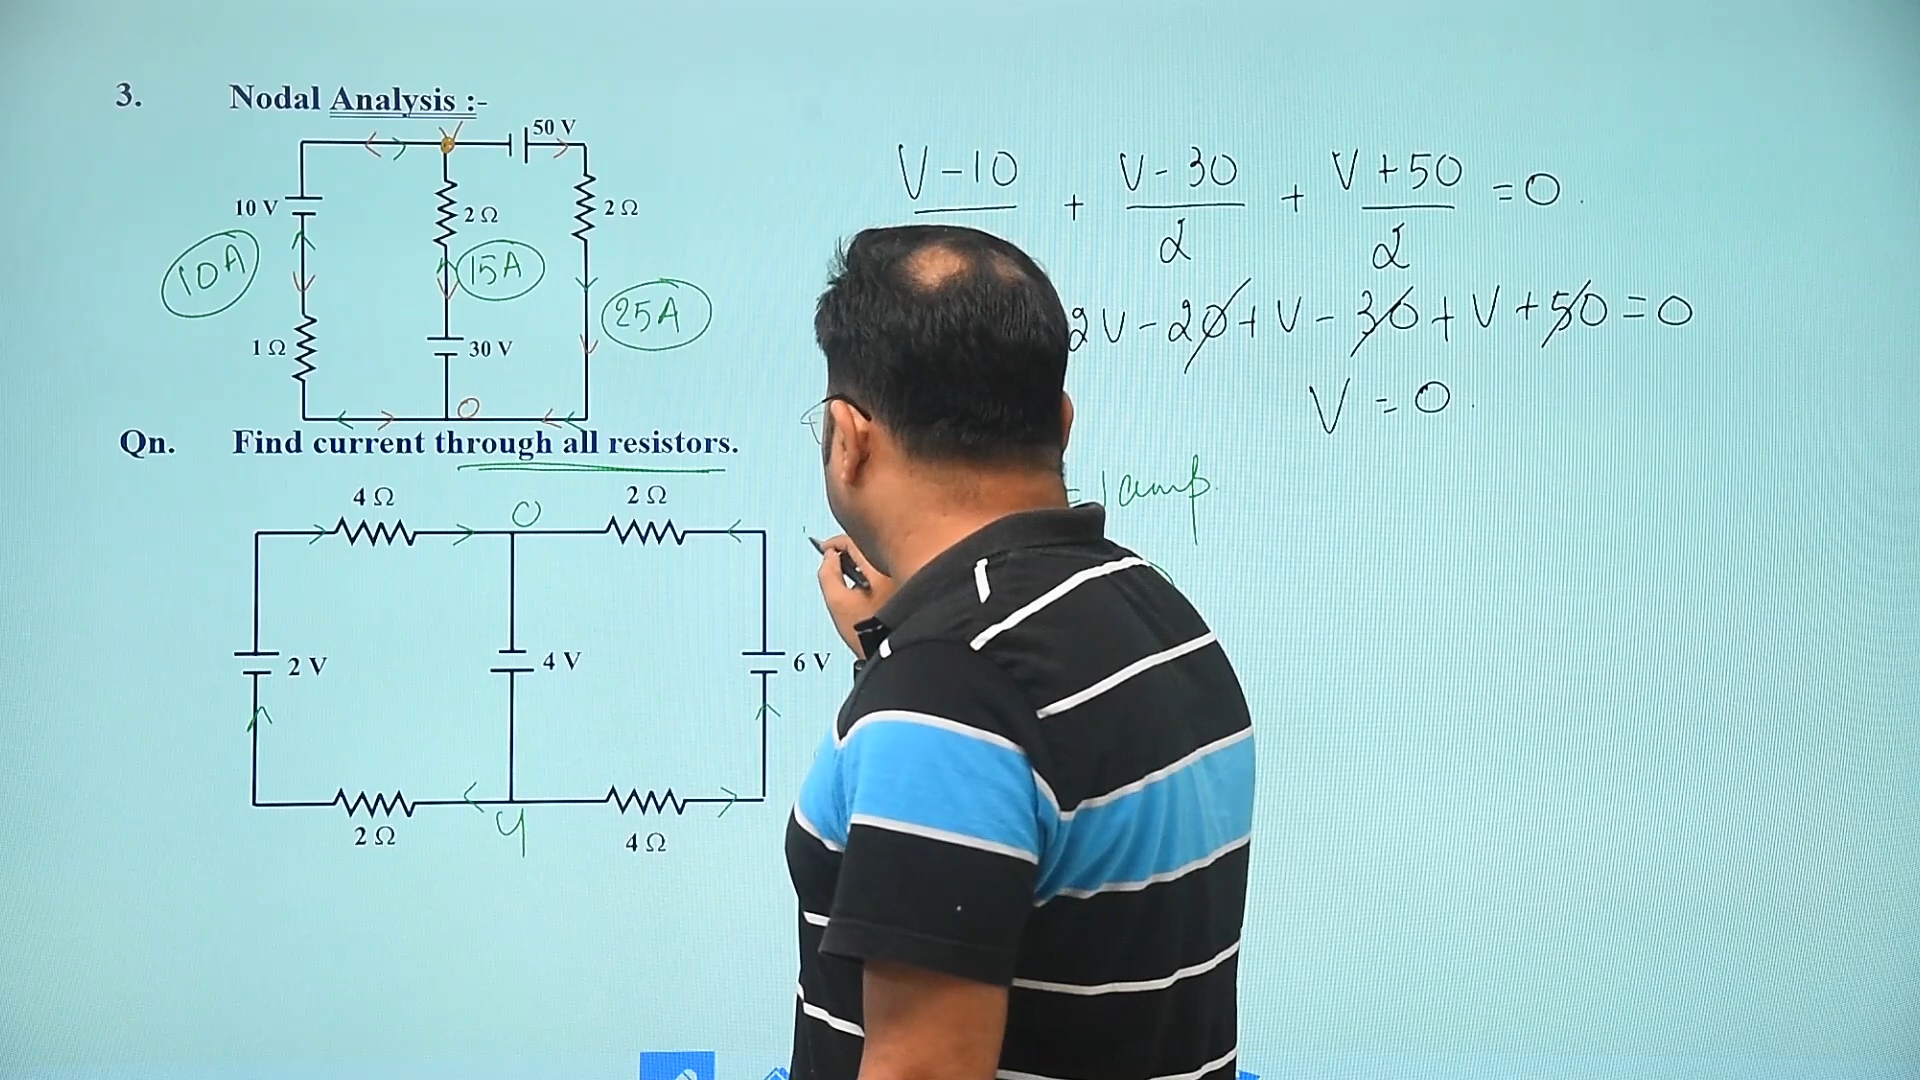 3. Nodal Analysis :-
V
50 V
10 V
2 Ω
2 Ω
10A
15A
25A
1 Ω
30 V
O
Qn. Find current through all resistors.
4 Ω
O
2 Ω
2 V
4 V
6 V
2 Ω
4
4 Ω
V-10 + V-30/2 + V+50/2 = 0
2V-20+V-30+V+50=0
V=0
= 1 amp.